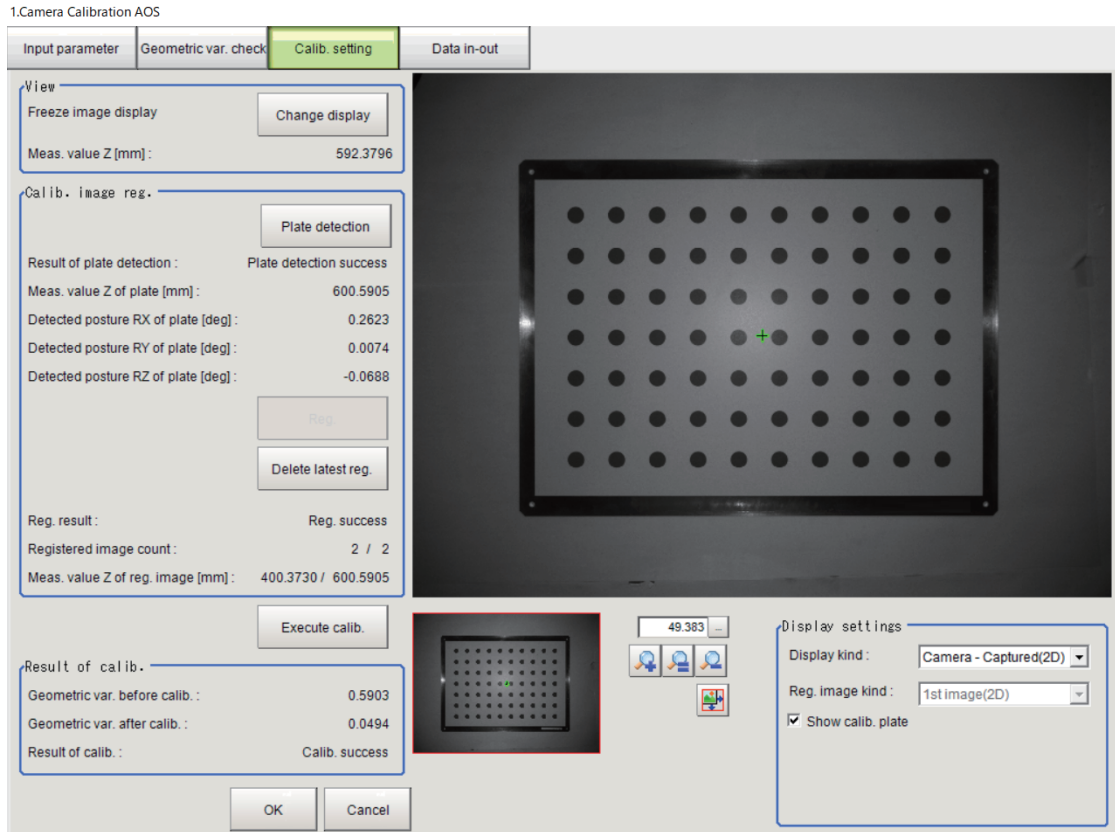 1.Camera Calibration AOS
Input parameter Geometric var. check Calib. setting Data in-out
View
Freeze image display Change display
Meas. value Z [mm] : 592.3796
Calib. image reg.
Plate detection
Result of plate detection : Plate detection success
Meas. value Z of plate [mm] : 600.5905
Detected posture RX of plate [deg] : 0.2623
Detected posture RY of plate [deg] : 0.0074
Detected posture RZ of plate [deg] : -0.0688
Reg.
Delete latest reg.
Reg. result : Reg. success
Registered image count : 2 / 2
Meas. value Z of reg. image [mm] : 400.3730 / 600.5905
Execute calib.
Result of calib.
Geometric var. before calib. : 0.5903
Geometric var. after calib. : 0.0494
Result of calib. : Calib. success
OK Cancel
49.383 ...
Display settings
Display kind : Camera - Captured(2D)
Reg. image kind : 1st image(2D)
Show calib. plate